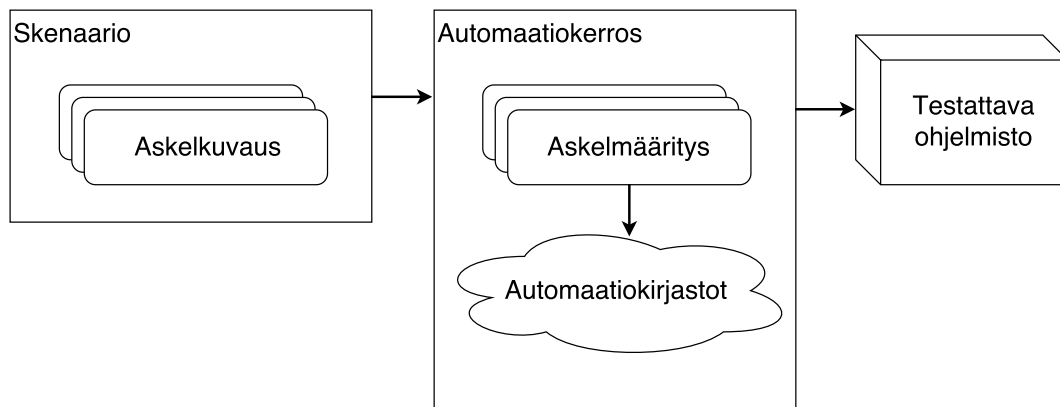 Skenaario
Askelkuvaus
Automaatiokerros
Askelmääritys
Automaatiokirjastot
Testattava
ohjelmisto